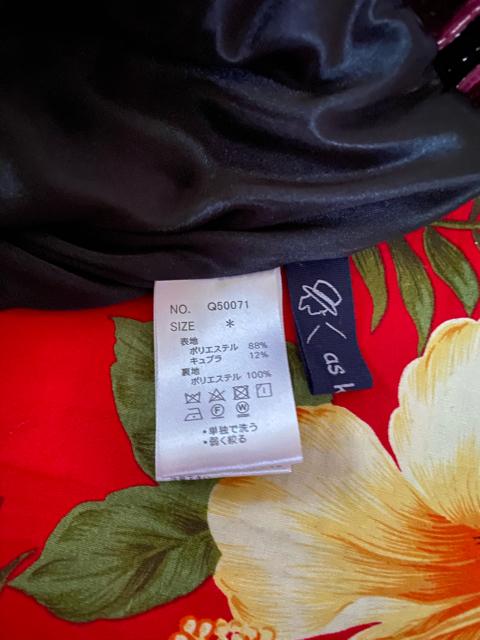 NO. Q50071
SIZE *
表地
ポリエステル 88%
キュプラ 12%
裏地
ポリエステル 100%
F W
・単独で洗う
・弱く絞る
as k